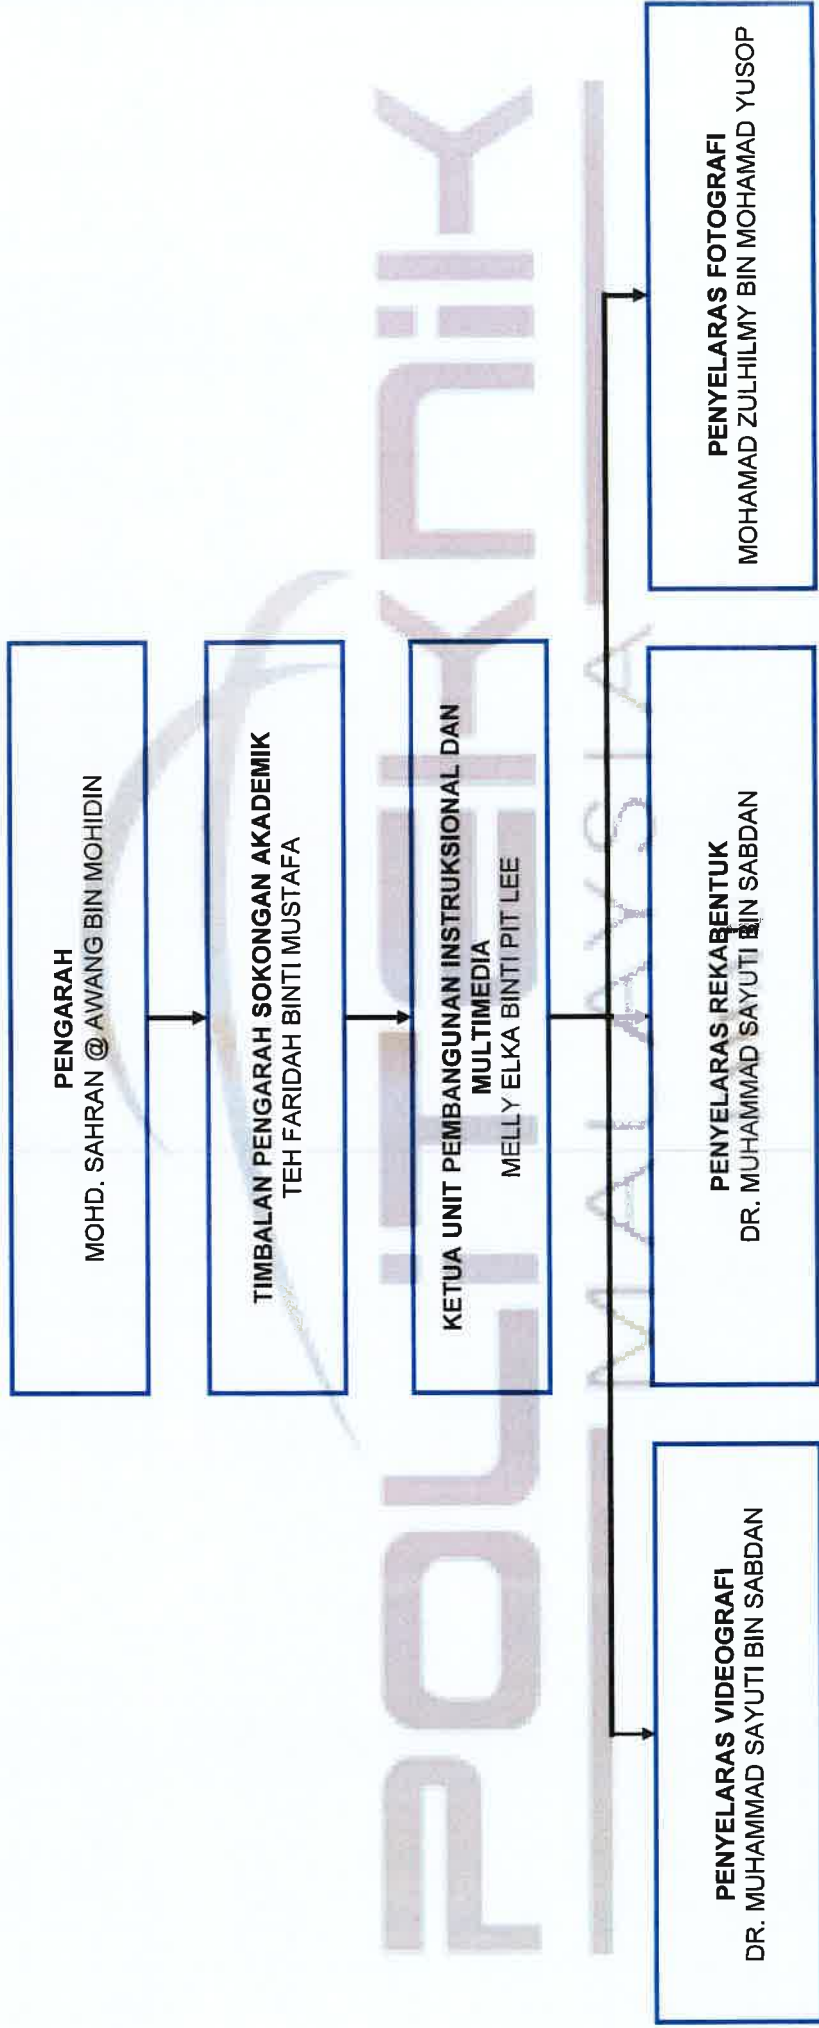 PENGARAH
MOHD. SAHRAN @ AWANG BIN MOHIDIN
TIMBALAN PENGARAH SOKONGAN AKADEMIK
TEH FARIDAH BINTI MUSTAFA
KETUA UNIT PEMBANGUNAN INSTRUKSIONAL DAN
MULTIMEDIA
MELLY ELKA BINTI PIT LEE
PENYELARAS VIDEOGRAFI
DR. MUHAMMAD SAYUTI BIN SABDAN
PENYELARAS REKABENTUK
DR. MUHAMMAD SAYUTI BIN SABDAN
PENYELARAS FOTOGRAFI
MOHAMAD ZULHILMY BIN MOHAMAD YUSOP
POLiTEKNiK
MALAYSIA